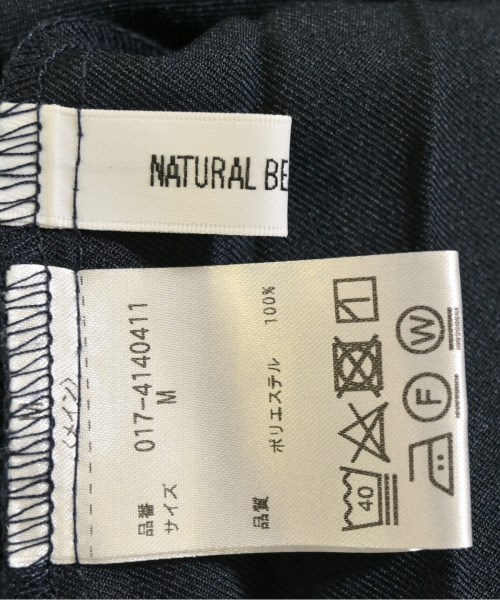 NATURAL BE
(メイン)
品番 017-4140411
サイズ M
品質 ポリエステル 100%
40
F
W